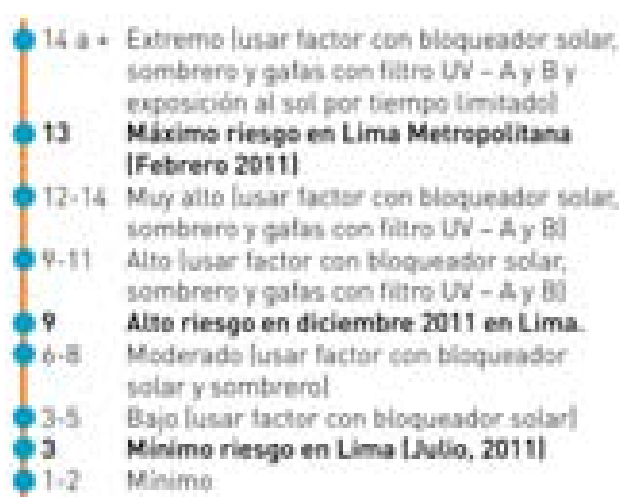 14 a + Extremo (usar factor con bloqueador solar,
sombrero y gafas con filtro UV – A y B y
exposición al sol por tiempo limitado)
13 Máximo riesgo en Lima Metropolitana
(Febrero 2011)
12-14 Muy alto (usar factor con bloqueador solar,
sombrero y gafas con filtro UV – A y B)
9-11 Alto (usar factor con bloqueador solar,
sombrero y gafas con filtro UV – A y B)
9 Alto riesgo en diciembre 2011 en Lima.
6-8 Moderado (usar factor con bloqueador
solar y sombrero)
3-5 Bajo (usar factor con bloqueador solar)
3 Mínimo riesgo en Lima (Julio, 2011)
1-2 Mínimo